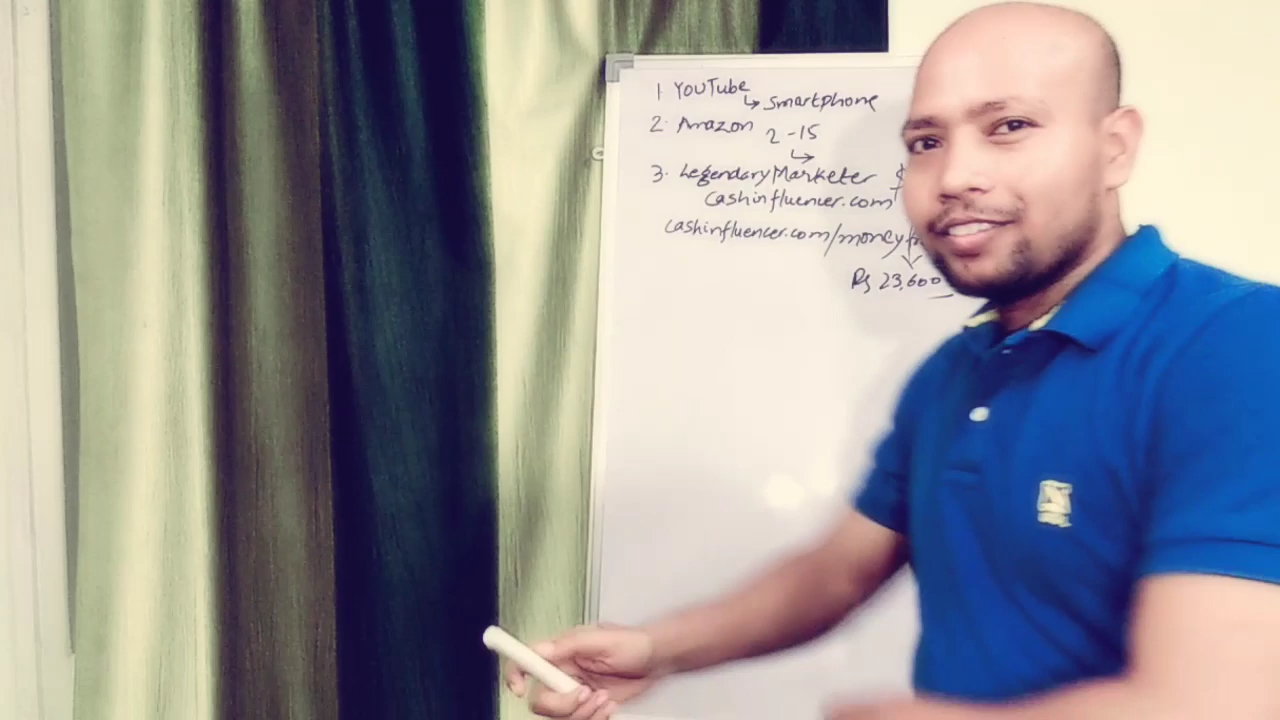 1 YouTube
↳ Smartphone
2. Amazon 2-15
↳
3. LegendaryMarketer $
cashinfluencer.com
cashinfluencer.com/money
Rs 23,600